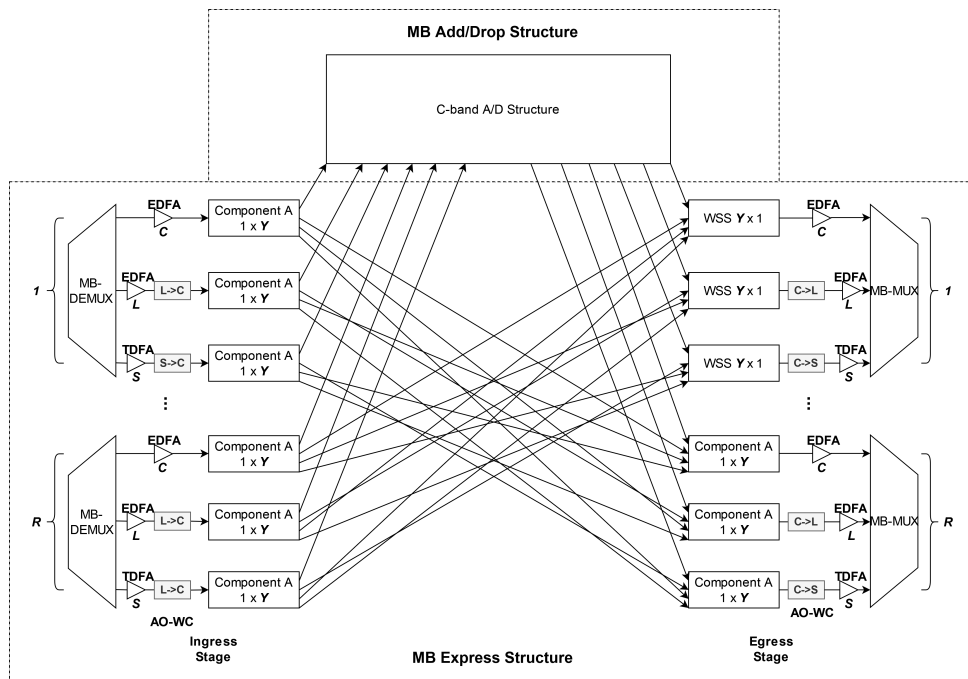 MB Add/Drop Structure
C-band A/D Structure
1
MB-
DEMUX
EDFA
C
Component A
1 x Y
WSS Y x 1
EDFA
C
EDFA
L
L->C
Component A
1 x Y
WSS Y x 1
C->L
EDFA
L
MB-MUX
1
TDFA
S
S->C
Component A
1 x Y
WSS Y x 1
C->S
TDFA
S
...
...
R
MB-
DEMUX
EDFA
C
Component A
1 x Y
Component A
1 x Y
EDFA
C
EDFA
L
L->C
Component A
1 x Y
Component A
1 x Y
C->L
EDFA
L
MB-MUX
R
TDFA
S
L->C
Component A
1 x Y
Component A
1 x Y
C->S
TDFA
S
AO-WC
AO-WC
Ingress
Stage
MB Express Structure
Egress
Stage